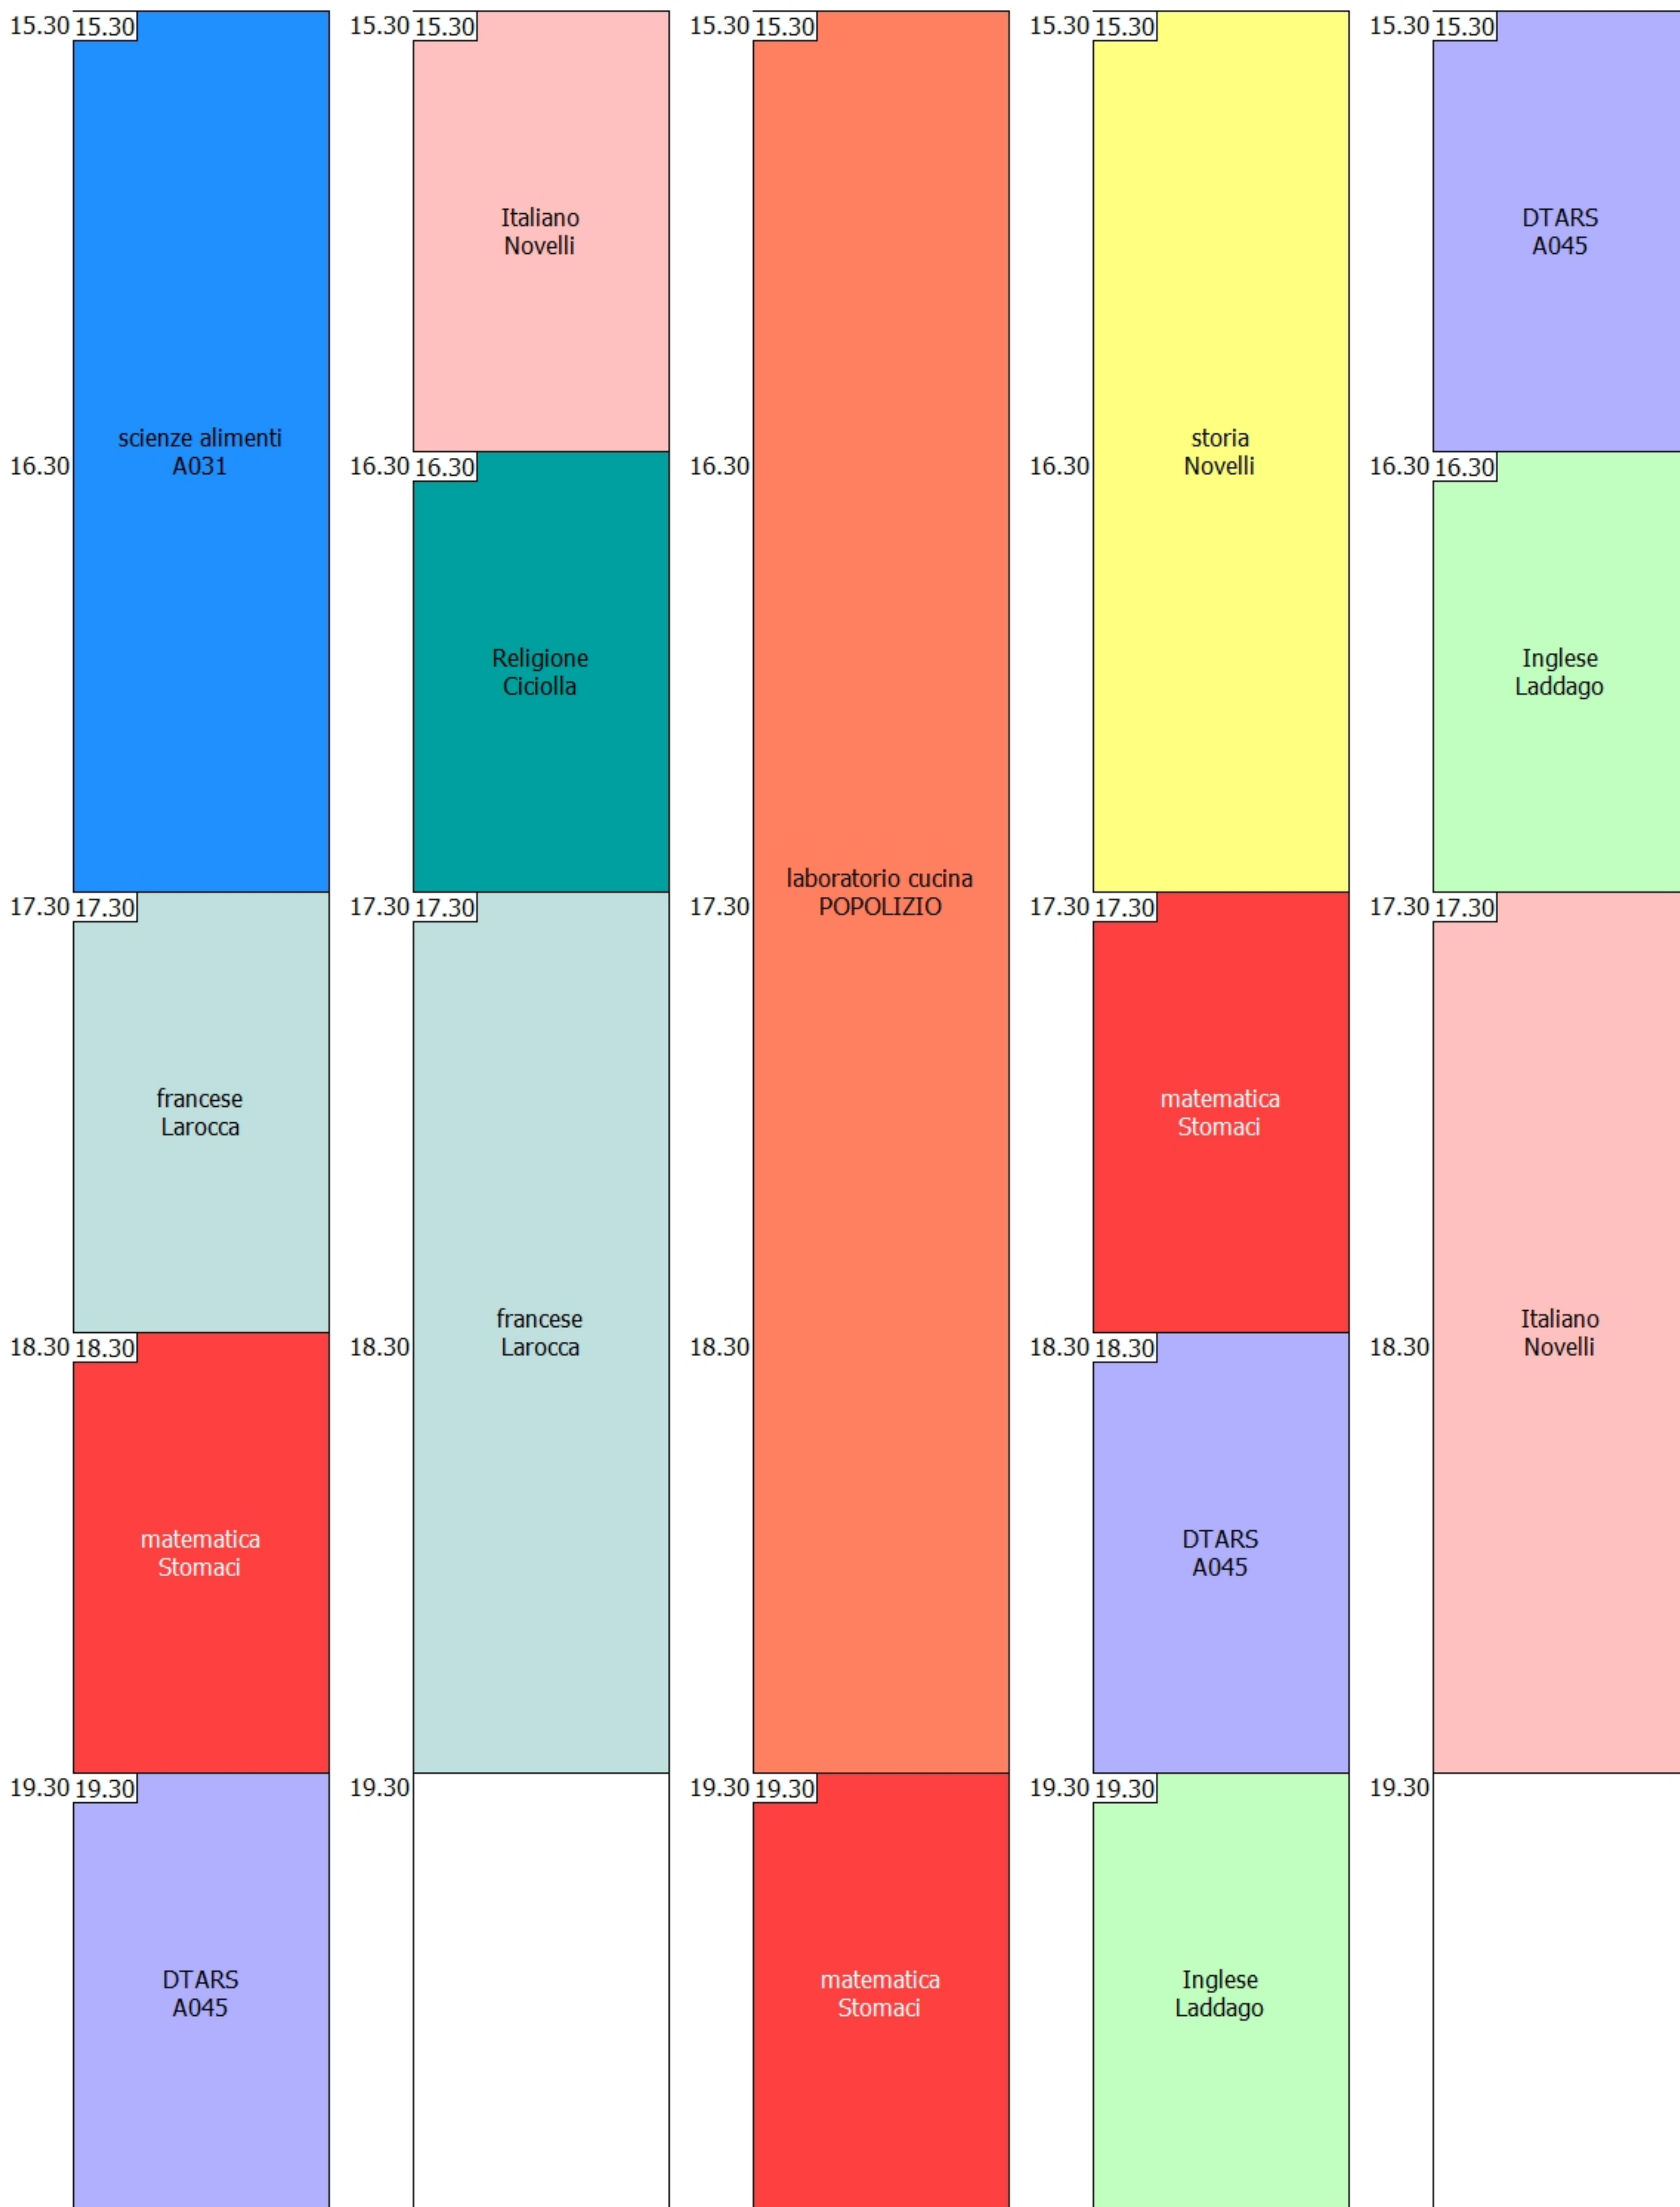 15.30 15.30
scienze alimenti
A031
16.30
17.30 17.30
francese
Larocca
18.30 18.30
matematica
Stomaci
19.30 19.30
DTARS
A045
15.30 15.30
Italiano
Novelli
16.30 16.30
Religione
Ciciolla
17.30 17.30
francese
Larocca
18.30
19.30
15.30 15.30
16.30
laboratorio cucina
POPOLIZIO
17.30
18.30
19.30 19.30
matematica
Stomaci
15.30 15.30
storia
Novelli
16.30
17.30 17.30
matematica
Stomaci
18.30 18.30
DTARS
A045
19.30 19.30
Inglese
Laddago
15.30 15.30
DTARS
A045
16.30 16.30
Inglese
Laddago
17.30 17.30
Italiano
Novelli
18.30
19.30